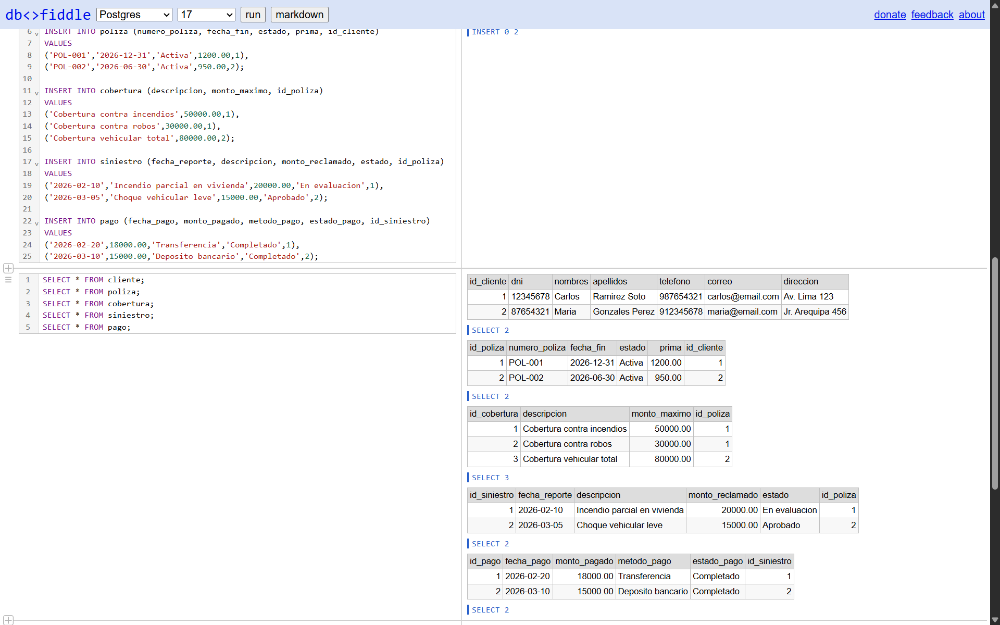 db<>fiddle Postgres 17 run markdown donate feedback about
6 INSERT INTO poliza (numero_poliza, fecha_fin, estado, prima, id_cliente)
7 VALUES
8 ('POL-001','2026-12-31','Activa',1200.00,1),
9 ('POL-002','2026-06-30','Activa',950.00,2);
10
11 INSERT INTO cobertura (descripcion, monto_maximo, id_poliza)
12 VALUES
13 ('Cobertura contra incendios',50000.00,1),
14 ('Cobertura contra robos',30000.00,1),
15 ('Cobertura vehicular total',80000.00,2);
16
17 INSERT INTO siniestro (fecha_reporte, descripcion, monto_reclamado, estado, id_poliza)
18 VALUES
19 ('2026-02-10','Incendio parcial en vivienda',20000.00,'En evaluacion',1),
20 ('2026-03-05','Choque vehicular leve',15000.00,'Aprobado',2);
21
22 INSERT INTO pago (fecha_pago, monto_pagado, metodo_pago, estado_pago, id_siniestro)
23 VALUES
24 ('2026-02-20',18000.00,'Transferencia','Completado',1),
25 ('2026-03-10',15000.00,'Deposito bancario','Completado',2);
INSERT 0 2
1 SELECT * FROM cliente;
2 SELECT * FROM poliza;
3 SELECT * FROM cobertura;
4 SELECT * FROM siniestro;
5 SELECT * FROM pago;
id_cliente dni nombres apellidos telefono correo direccion
1 12345678 Carlos Ramirez Soto 987654321 carlos@email.com Av. Lima 123
2 87654321 Maria Gonzales Perez 912345678 maria@email.com Jr. Arequipa 456
SELECT 2
id_poliza numero_poliza fecha_fin estado prima id_cliente
1 POL-001 2026-12-31 Activa 1200.00 1
2 POL-002 2026-06-30 Activa 950.00 2
SELECT 2
id_cobertura descripcion monto_maximo id_poliza
1 Cobertura contra incendios 50000.00 1
2 Cobertura contra robos 30000.00 1
3 Cobertura vehicular total 80000.00 2
SELECT 3
id_siniestro fecha_reporte descripcion monto_reclamado estado id_poliza
1 2026-02-10 Incendio parcial en vivienda 20000.00 En evaluacion 1
2 2026-03-05 Choque vehicular leve 15000.00 Aprobado 2
SELECT 2
id_pago fecha_pago monto_pagado metodo_pago estado_pago id_siniestro
1 2026-02-20 18000.00 Transferencia Completado 1
2 2026-03-10 15000.00 Deposito bancario Completado 2
SELECT 2